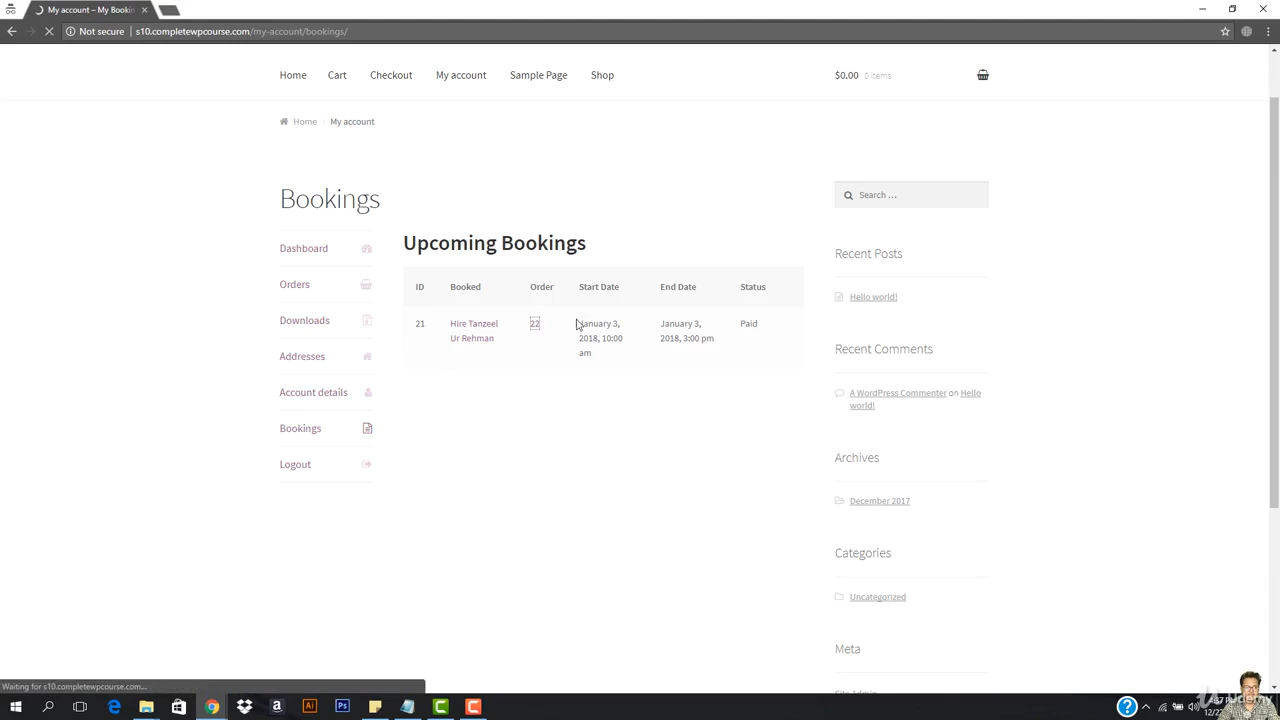 My account – My Bookin
Not secure | s10.completewpcourse.com/my-account/bookings/
Home Cart Checkout My account Sample Page Shop
$0.00 0 items
Home My account
Bookings
Search …
Dashboard
Orders
Downloads
Addresses
Account details
Bookings
Logout
Upcoming Bookings
ID Booked Order Start Date End Date Status
21 Hire Tanzeel 22 January 3, January 3, Paid
Ur Rehman 2018, 10:00 2018, 3:00 pm
am
Recent Posts
Hello world!
Recent Comments
A WordPress Commenter on Hello
world!
Archives
December 2017
Categories
Uncategorized
Meta
Site Admin
Waiting for s10.completewpcourse.com...
udemy